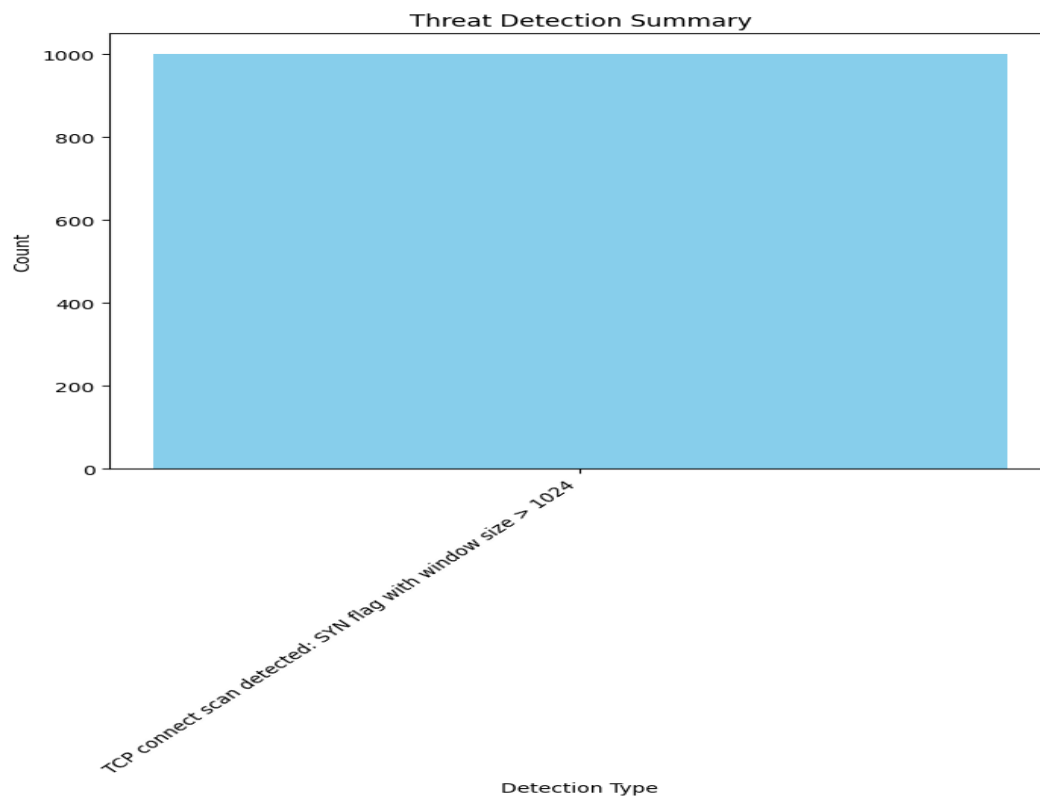 Threat Detection Summary
1000
800
600
400
200
0
Count
TCP connect scan detected: SYN flag with window size > 1024
Detection Type